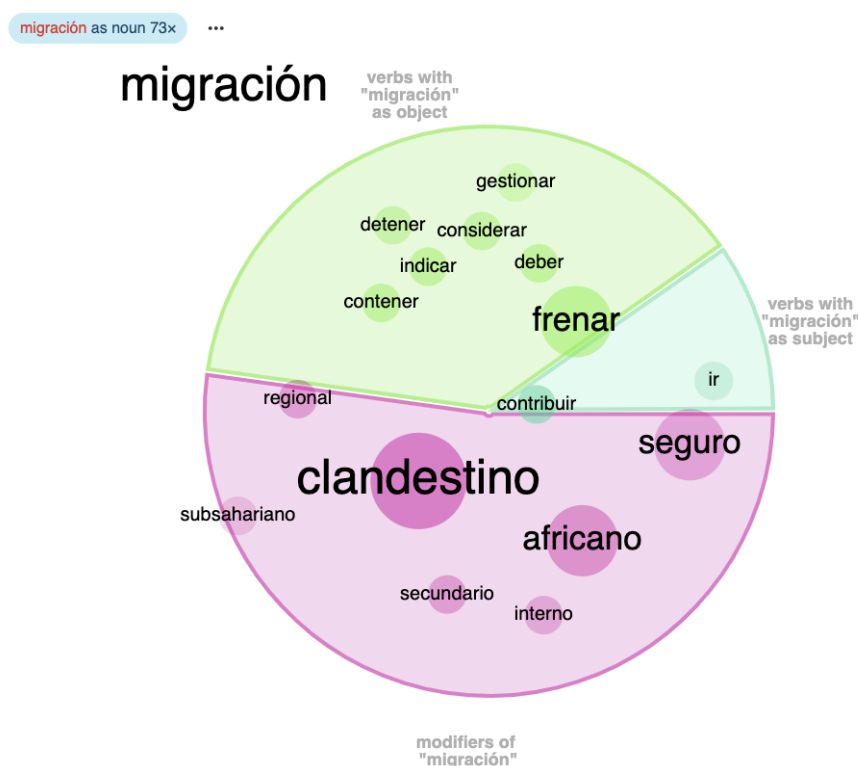 migración as noun 73×
migración
verbs with
"migración"
as object
gestionar
detener
considerar
indicar
deber
contener
frenar
verbs with
"migración"
as subject
ir
regional
contribuir
seguro
clandestino
subsahariano
africano
secundario
interno
modifiers of
"migración"